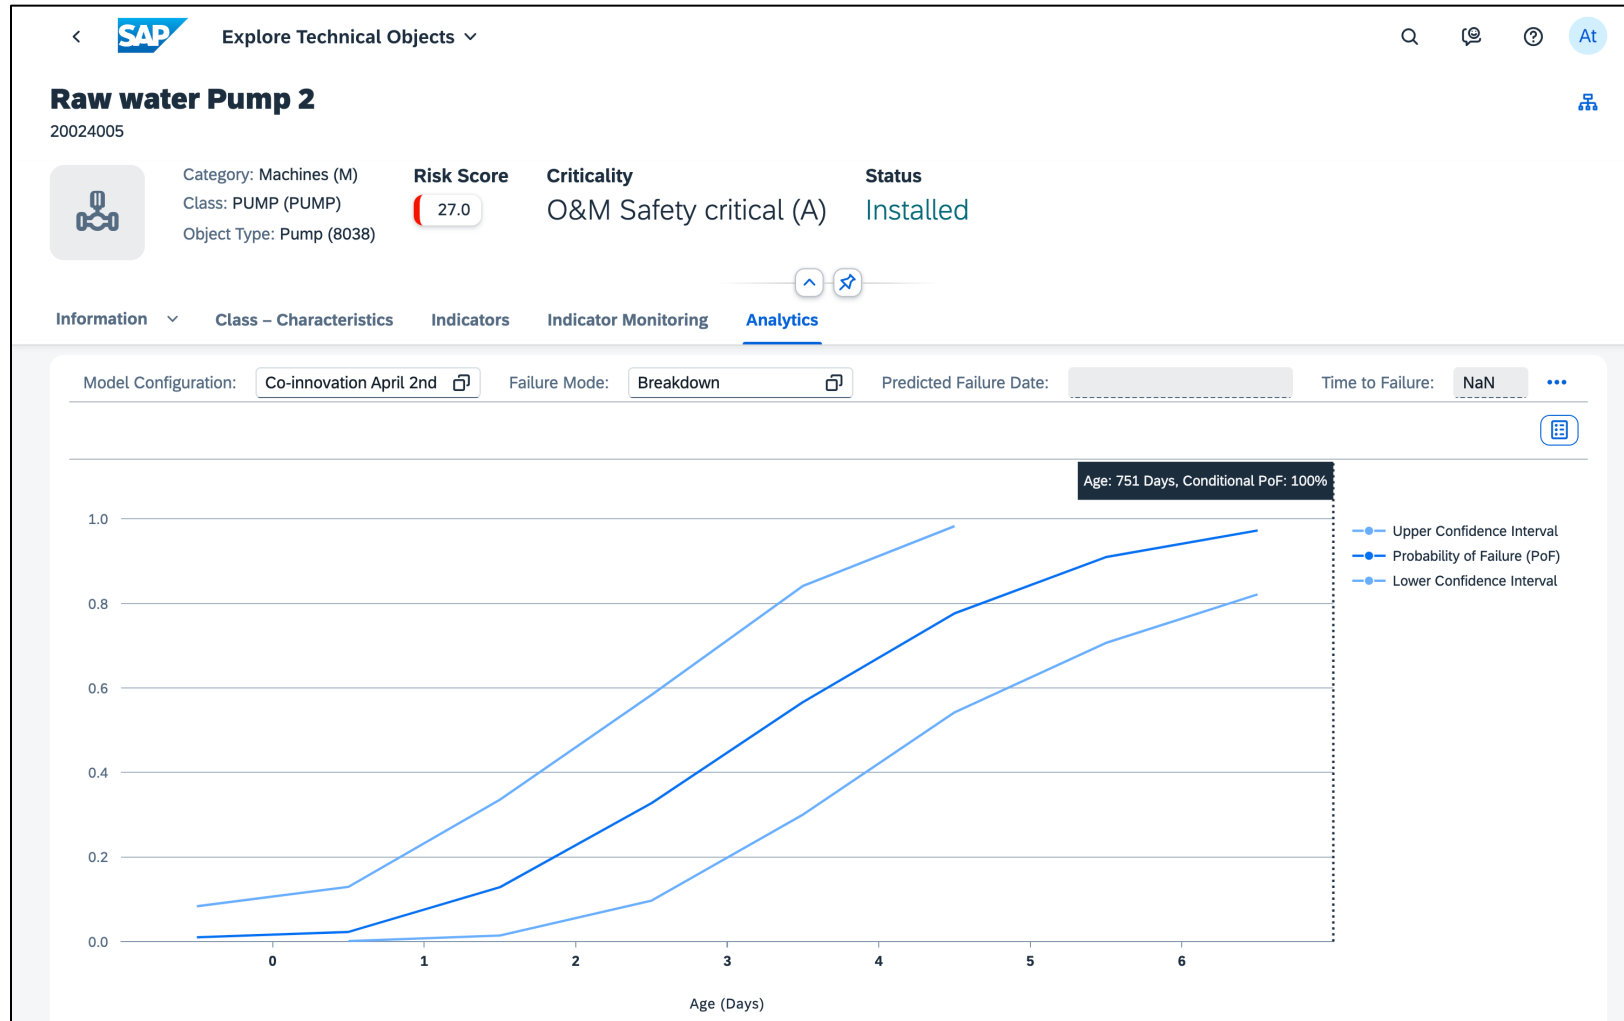 SAP Explore Technical Objects At
Raw water Pump 2
20024005
Category: Machines (M)
Class: PUMP (PUMP)
Object Type: Pump (8038)
Risk Score
27.0
Criticality
O&M Safety critical (A)
Status
Installed
Information Class – Characteristics Indicators Indicator Monitoring Analytics
Model Configuration: Co-innovation April 2nd Failure Mode: Breakdown Predicted Failure Date: Time to Failure: NaN
Age: 751 Days, Conditional PoF: 100%
1.0
0.8
0.6
0.4
0.2
0.0
0 1 2 3 4 5 6
Age (Days)
Upper Confidence Interval
Probability of Failure (PoF)
Lower Confidence Interval